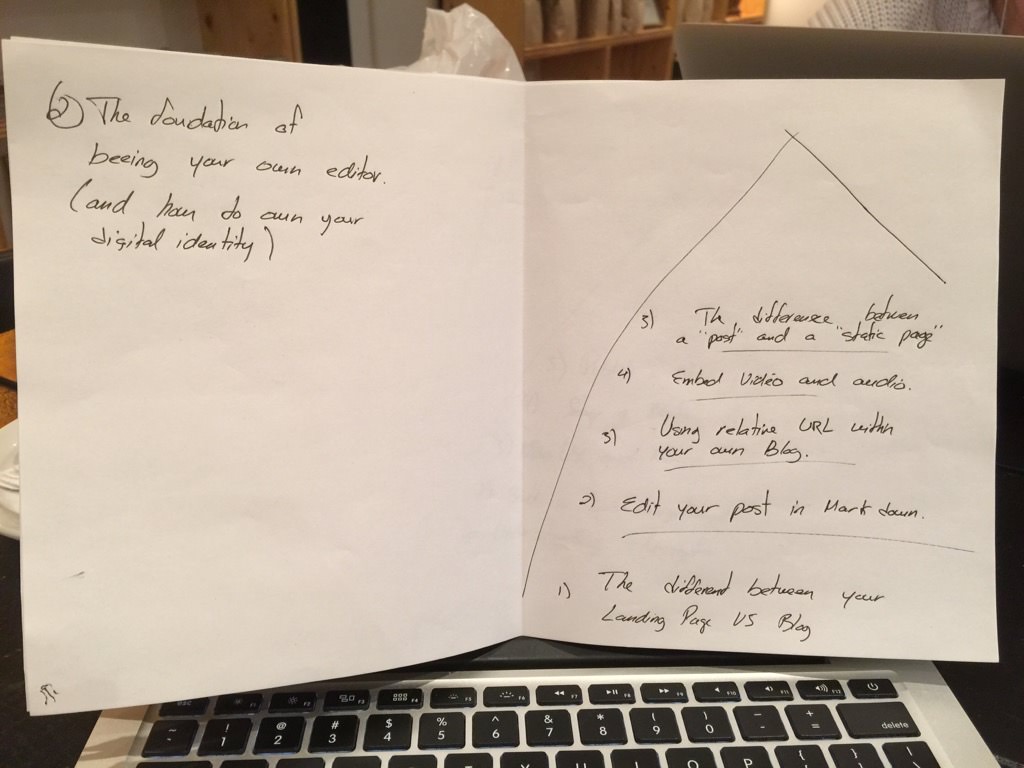 6) The foudation of
beeing your own editor.
(and how to own your
digital identity)
5) The difference between
a "post" and a "static page"
4) Embed Video and audio.
3) Using relative URL within
your own Blog.
2) Edit your post in Markdown.
1) The different between your
Landing Page VS Blog
esc F1 F2 F3 F4 F5 F6 F7 F8 F9 F10 F11 F12
~ ! 1 @ 2 # 3 $ 4 % 5 ^ 6 & 7 * 8 ( 9 ) 0 - + = delete